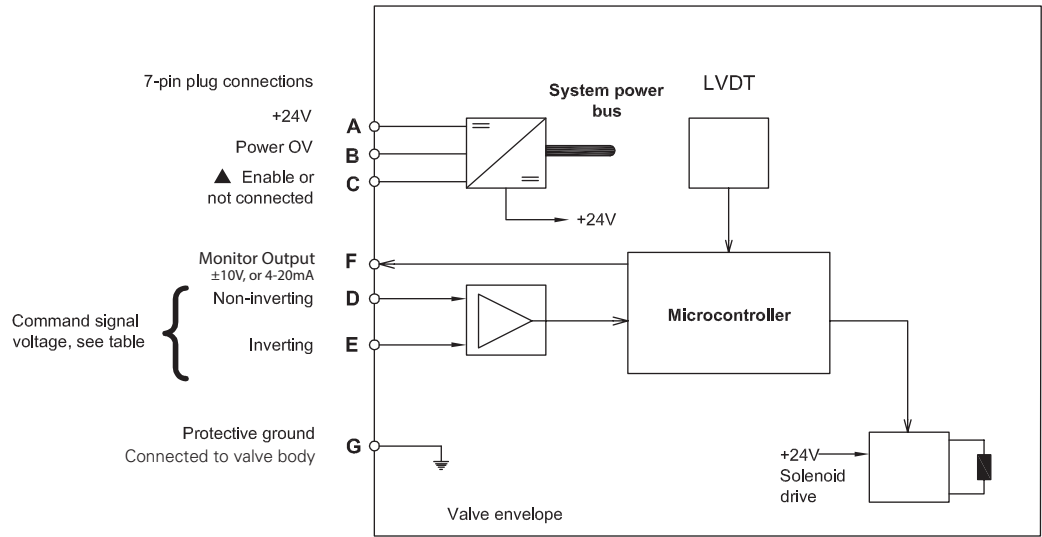 7-pin plug connections
+24V
A
Power OV
B
▲ Enable or
not connected
C
System power
bus
LVDT
+24V
Monitor Output
±10V, or 4-20mA
F
Non-inverting
D
Command signal
voltage, see table
Inverting
E
Microcontroller
Protective ground
Connected to valve body
G
+24V
Solenoid
drive
Valve envelope